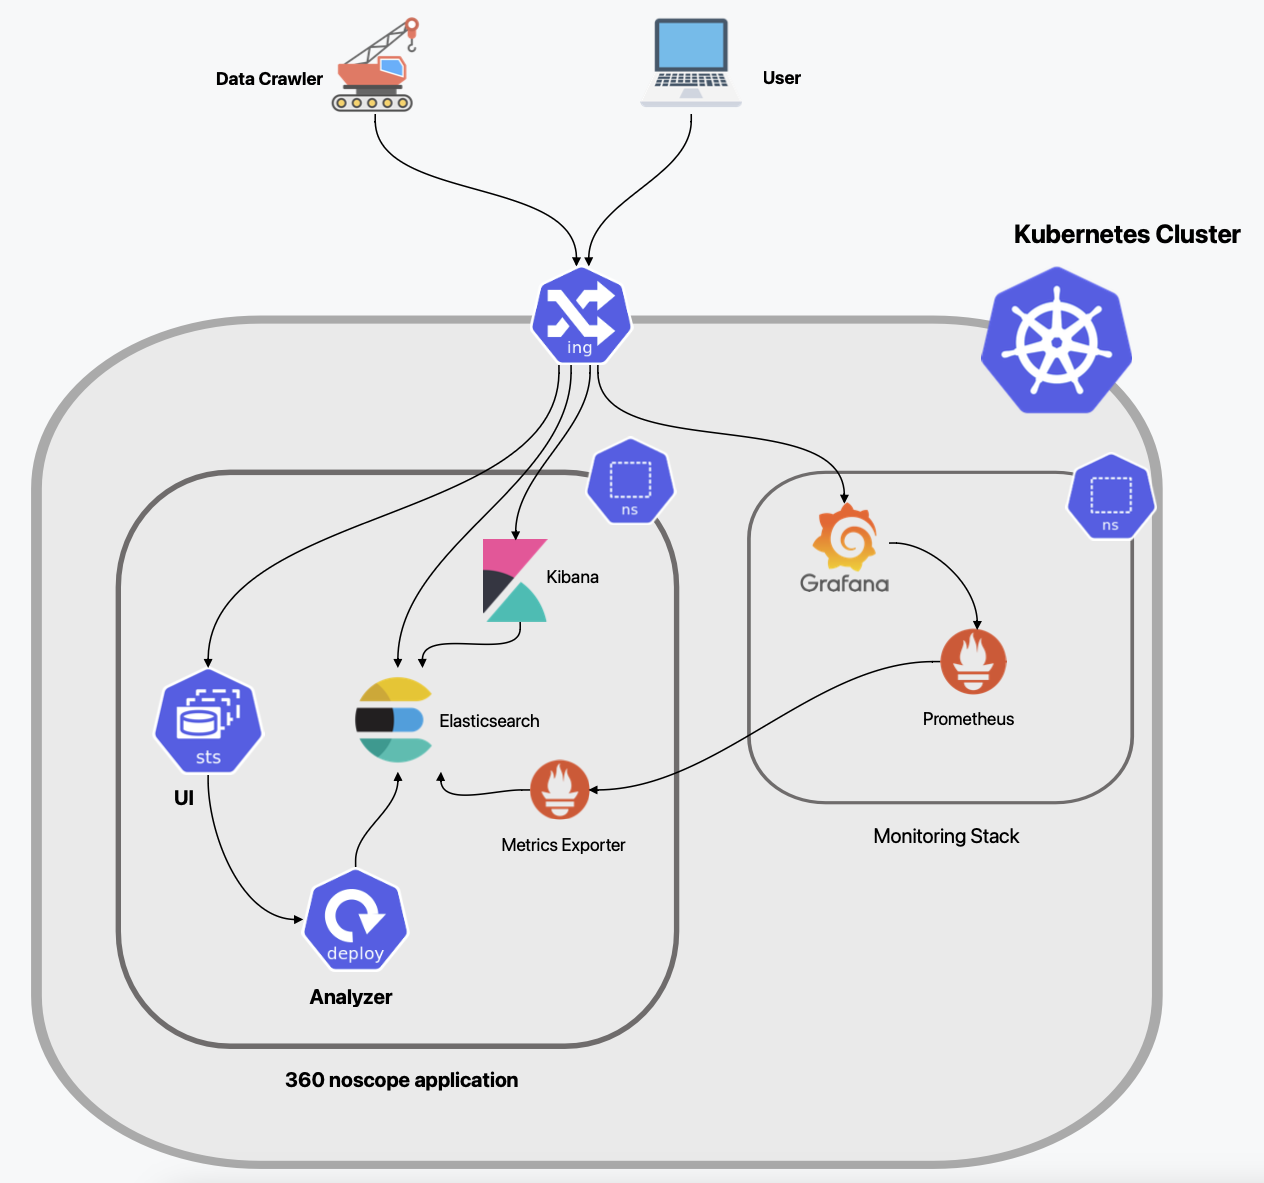 Data Crawler
User
Kubernetes Cluster
ing
ns
ns
Kibana
Grafana
Elasticsearch
Prometheus
sts
UI
Metrics Exporter
Monitoring Stack
deploy
Analyzer
360 noscope application